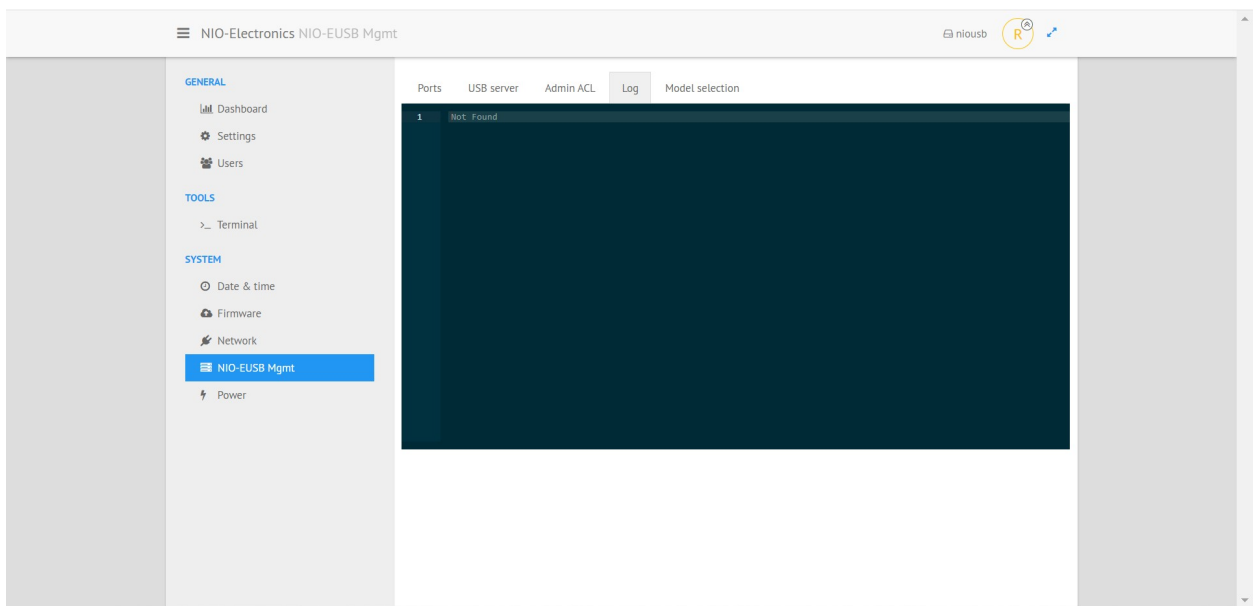 NIO-Electronics NIO-EUSB Mgmt
niousb
R
GENERAL
Dashboard
Settings
Users
TOOLS
>_ Terminal
SYSTEM
Date & time
Firmware
Network
NIO-EUSB Mgmt
Power
Ports USB server Admin ACL Log Model selection
1 Not Found